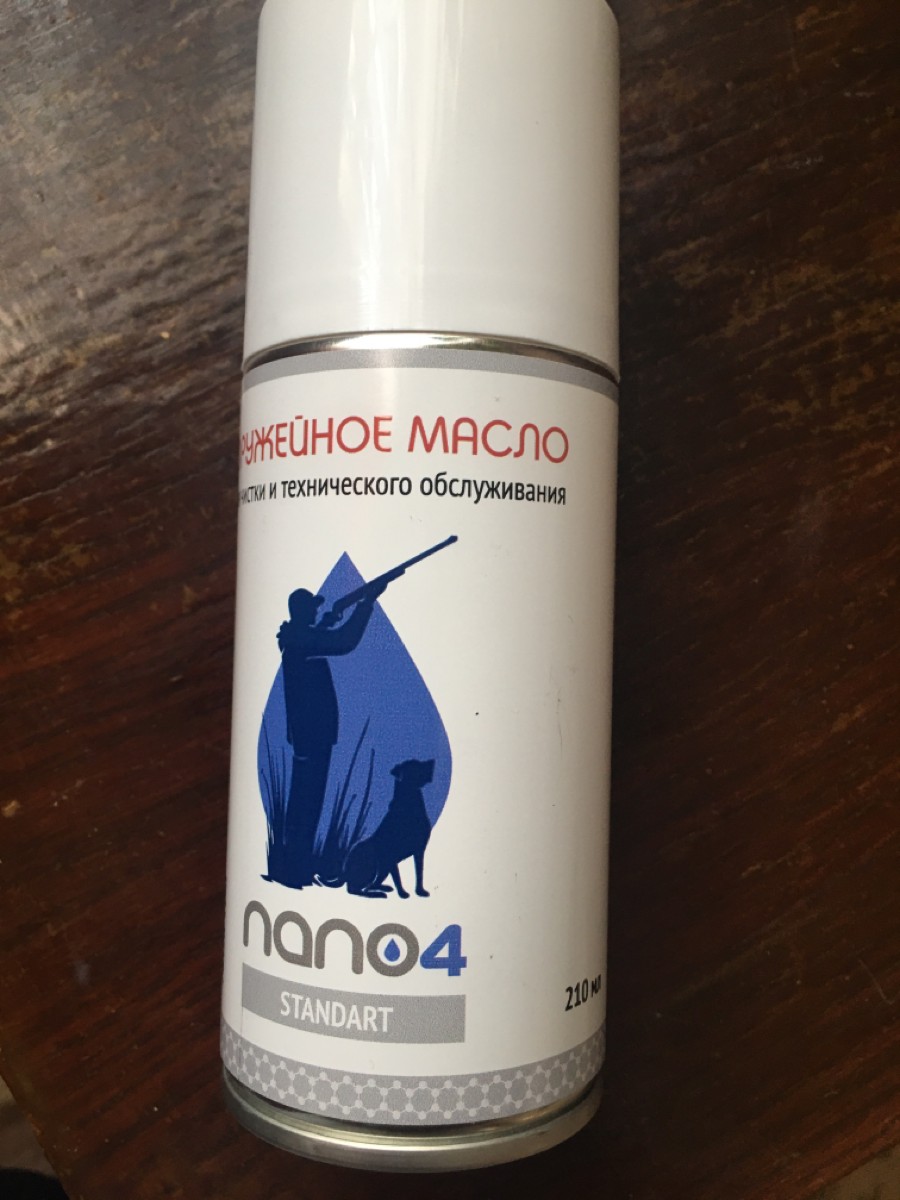 РУЖЕЙНОЕ МАСЛО
чистки и технического обслуживания
nano4
STANDART
210 мл